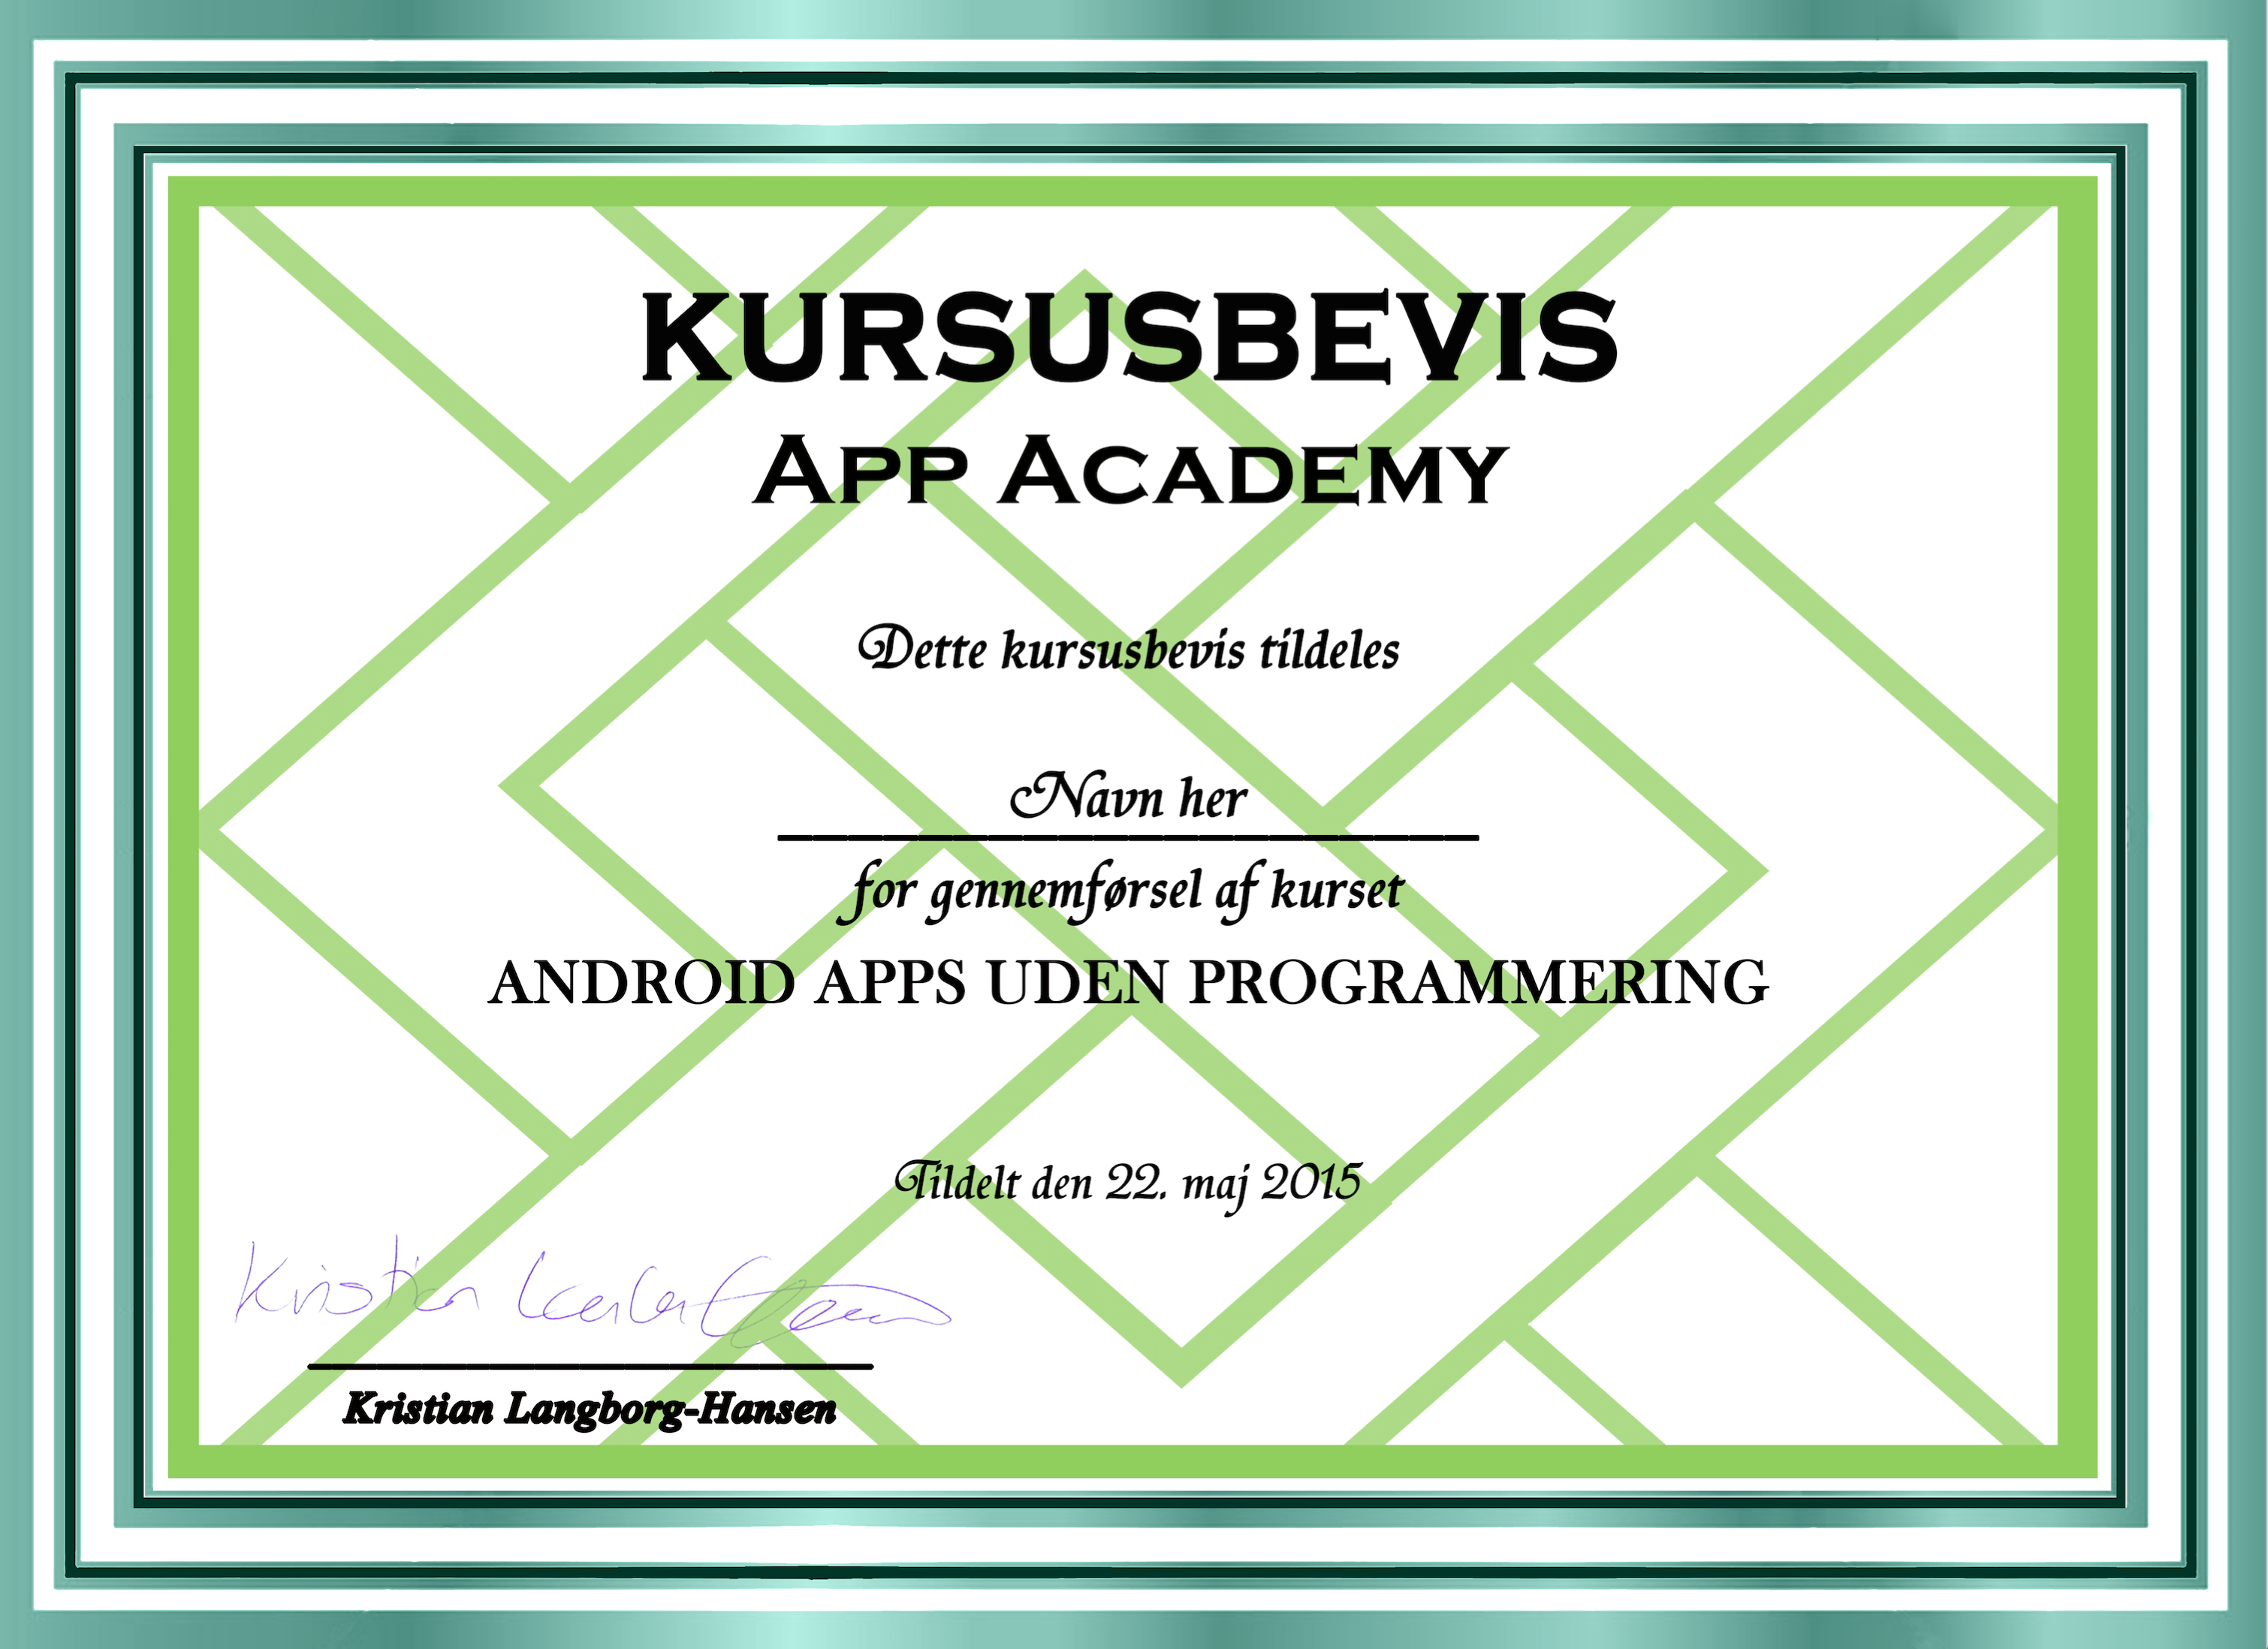 KURSUSBEVIS
APP ACADEMY
Dette kursusbevis tildeles
Navn her
for gennemførsel af kurset
ANDROID APPS UDEN PROGRAMMERING
Tildelt den 22. maj 2015
Kristian
Kristian Langborg-Hansen